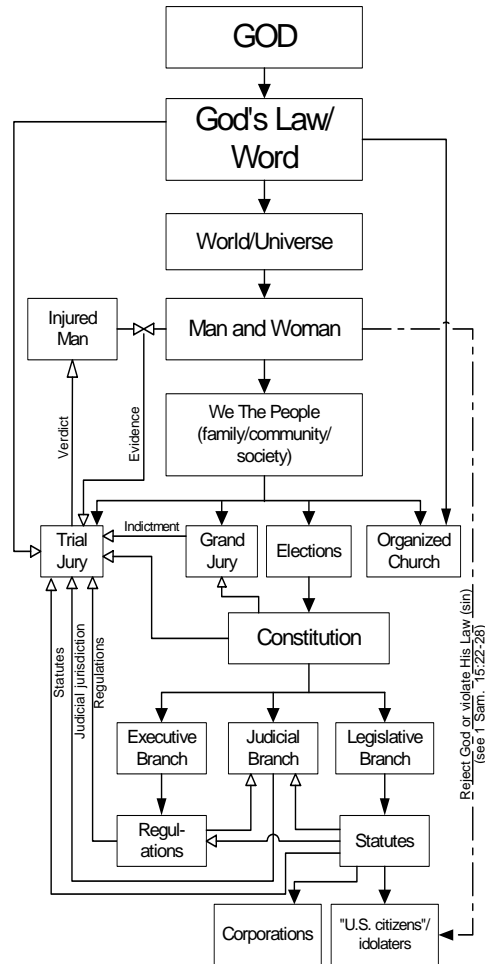 GOD
God's Law/
Word
World/Universe
Injured
Man
Man and Woman
Verdict
Evidence
We The People
(family/community/
society)
Trial
Jury
Indictment
Grand
Jury
Elections
Organized
Church
Constitution
Statutes
Judicial jurisdiction
Regulations
Reject God or violate His Law (sin)
(see 1 Sam. 15:22-28)
Executive
Branch
Judicial
Branch
Legislative
Branch
Regul-
ations
Statutes
Corporations
"U.S. citizens"/
idolaters